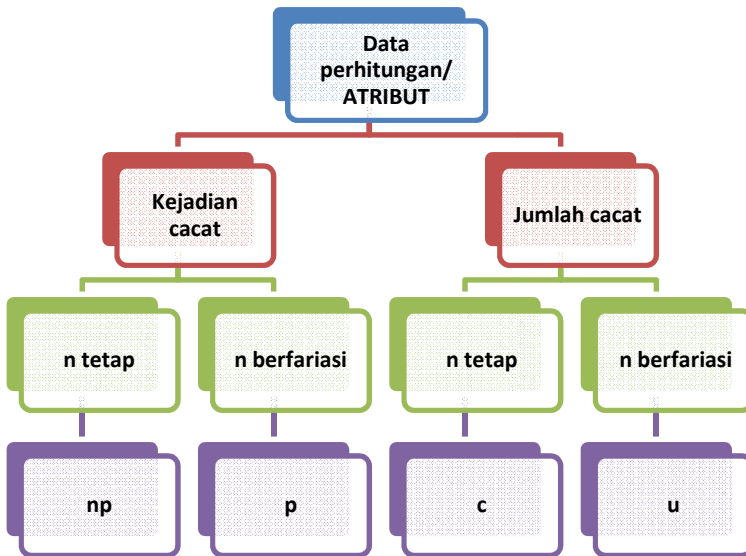 Data
perhitungan/
ATRIBUT
Kejadian
cacat
Jumlah cacat
n tetap
n berfariasi
n tetap
n berfariasi
np
p
c
u